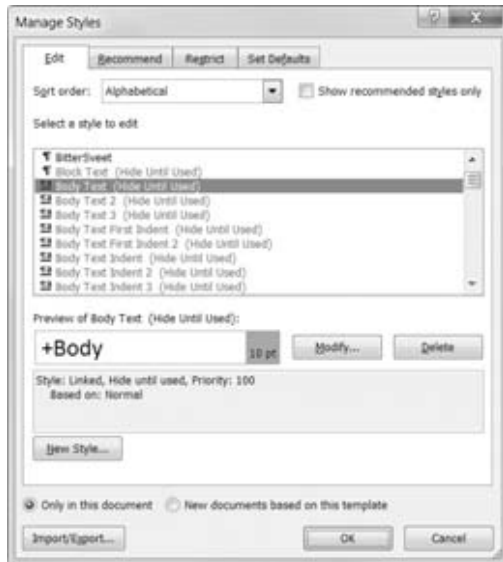 Manage Styles
Edit Recommend Restrict Set Defaults
Sort order: Alphabetical Show recommended styles only
Select a style to edit
BitterSweet
Block Text (Hide Until Used)
Body Text (Hide Until Used)
Body Text 2 (Hide Until Used)
Body Text 3 (Hide Until Used)
Body Text First Indent (Hide Until Used)
Body Text First Indent 2 (Hide Until Used)
Body Text Indent (Hide Until Used)
Body Text Indent 2 (Hide Until Used)
Body Text Indent 3 (Hide Until Used)
Preview of Body Text (Hide Until Used):
+Body 10 pt Modify... Delete
Style: Linked, Hide until used, Priority: 100
Based on: Normal
New Style...
Only in this document New documents based on this template
Import/Export... OK Cancel